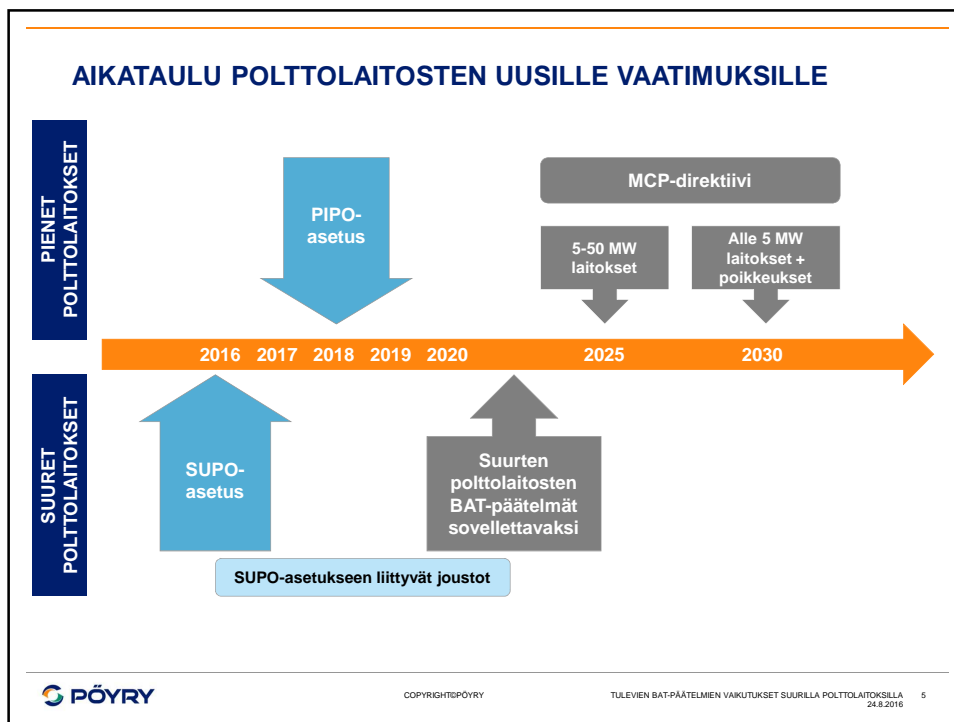 AIKATAULU POLTTOLAITOSTEN UUSILLE VAATIMUKSILLE
PIENET
POLTTOLAITOKSET
PIPO-
asetus
MCP-direktiivi
5-50 MW
laitokset
Alle 5 MW
laitokset +
poikkeukset
2016 2017 2018 2019 2020 2025 2030
SUURET
POLTTOLAITOKSET
SUPO-
asetus
Suurten
polttolaitosten
BAT-päätelmät
sovellettavaksi
SUPO-asetukseen liittyvät joustot
PÖYRY
COPYRIGHT©PÖYRY
TULEVIEN BAT-PÄÄTELMIEN VAIKUTUKSET SUURILLA POLTTOLAITOKSILLA 5
24.8.2016